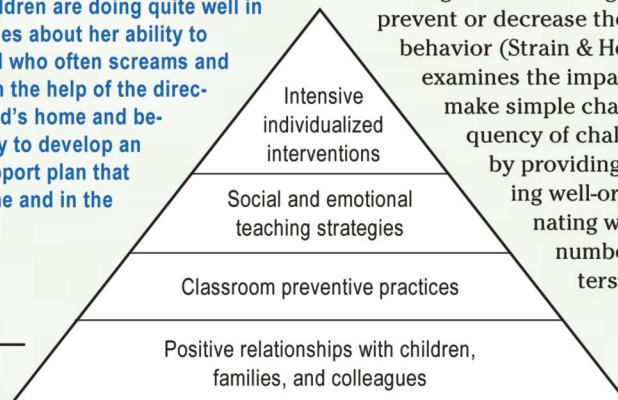 dren are doing quite well in
es about her ability to
who often screams and
the help of the direc-
d's home and be-
y to develop an
port plan that
e and in the
Intensive
individualized
interventions
Social and emotional
teaching strategies
Classroom preventive practices
Positive relationships with children,
families, and colleagues
prevent or decrease the
behavior (Strain & He
examines the impa
make simple cha
quency of chal
by providing
ing well-or
nating w
numbe
ters